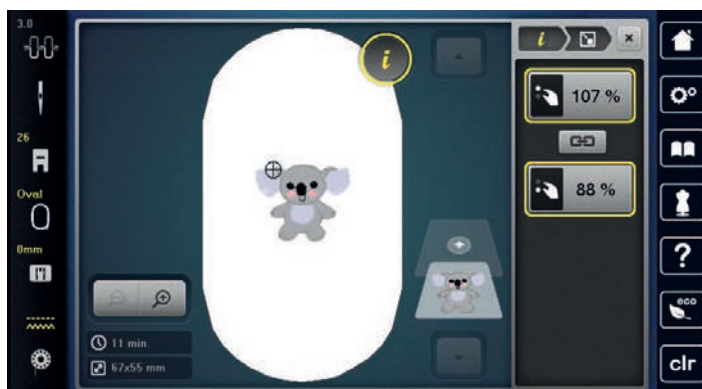 3.0
26
Oval
0mm
11 min.
67x55 mm
i
i
107 %
88 %
?
eco
clr